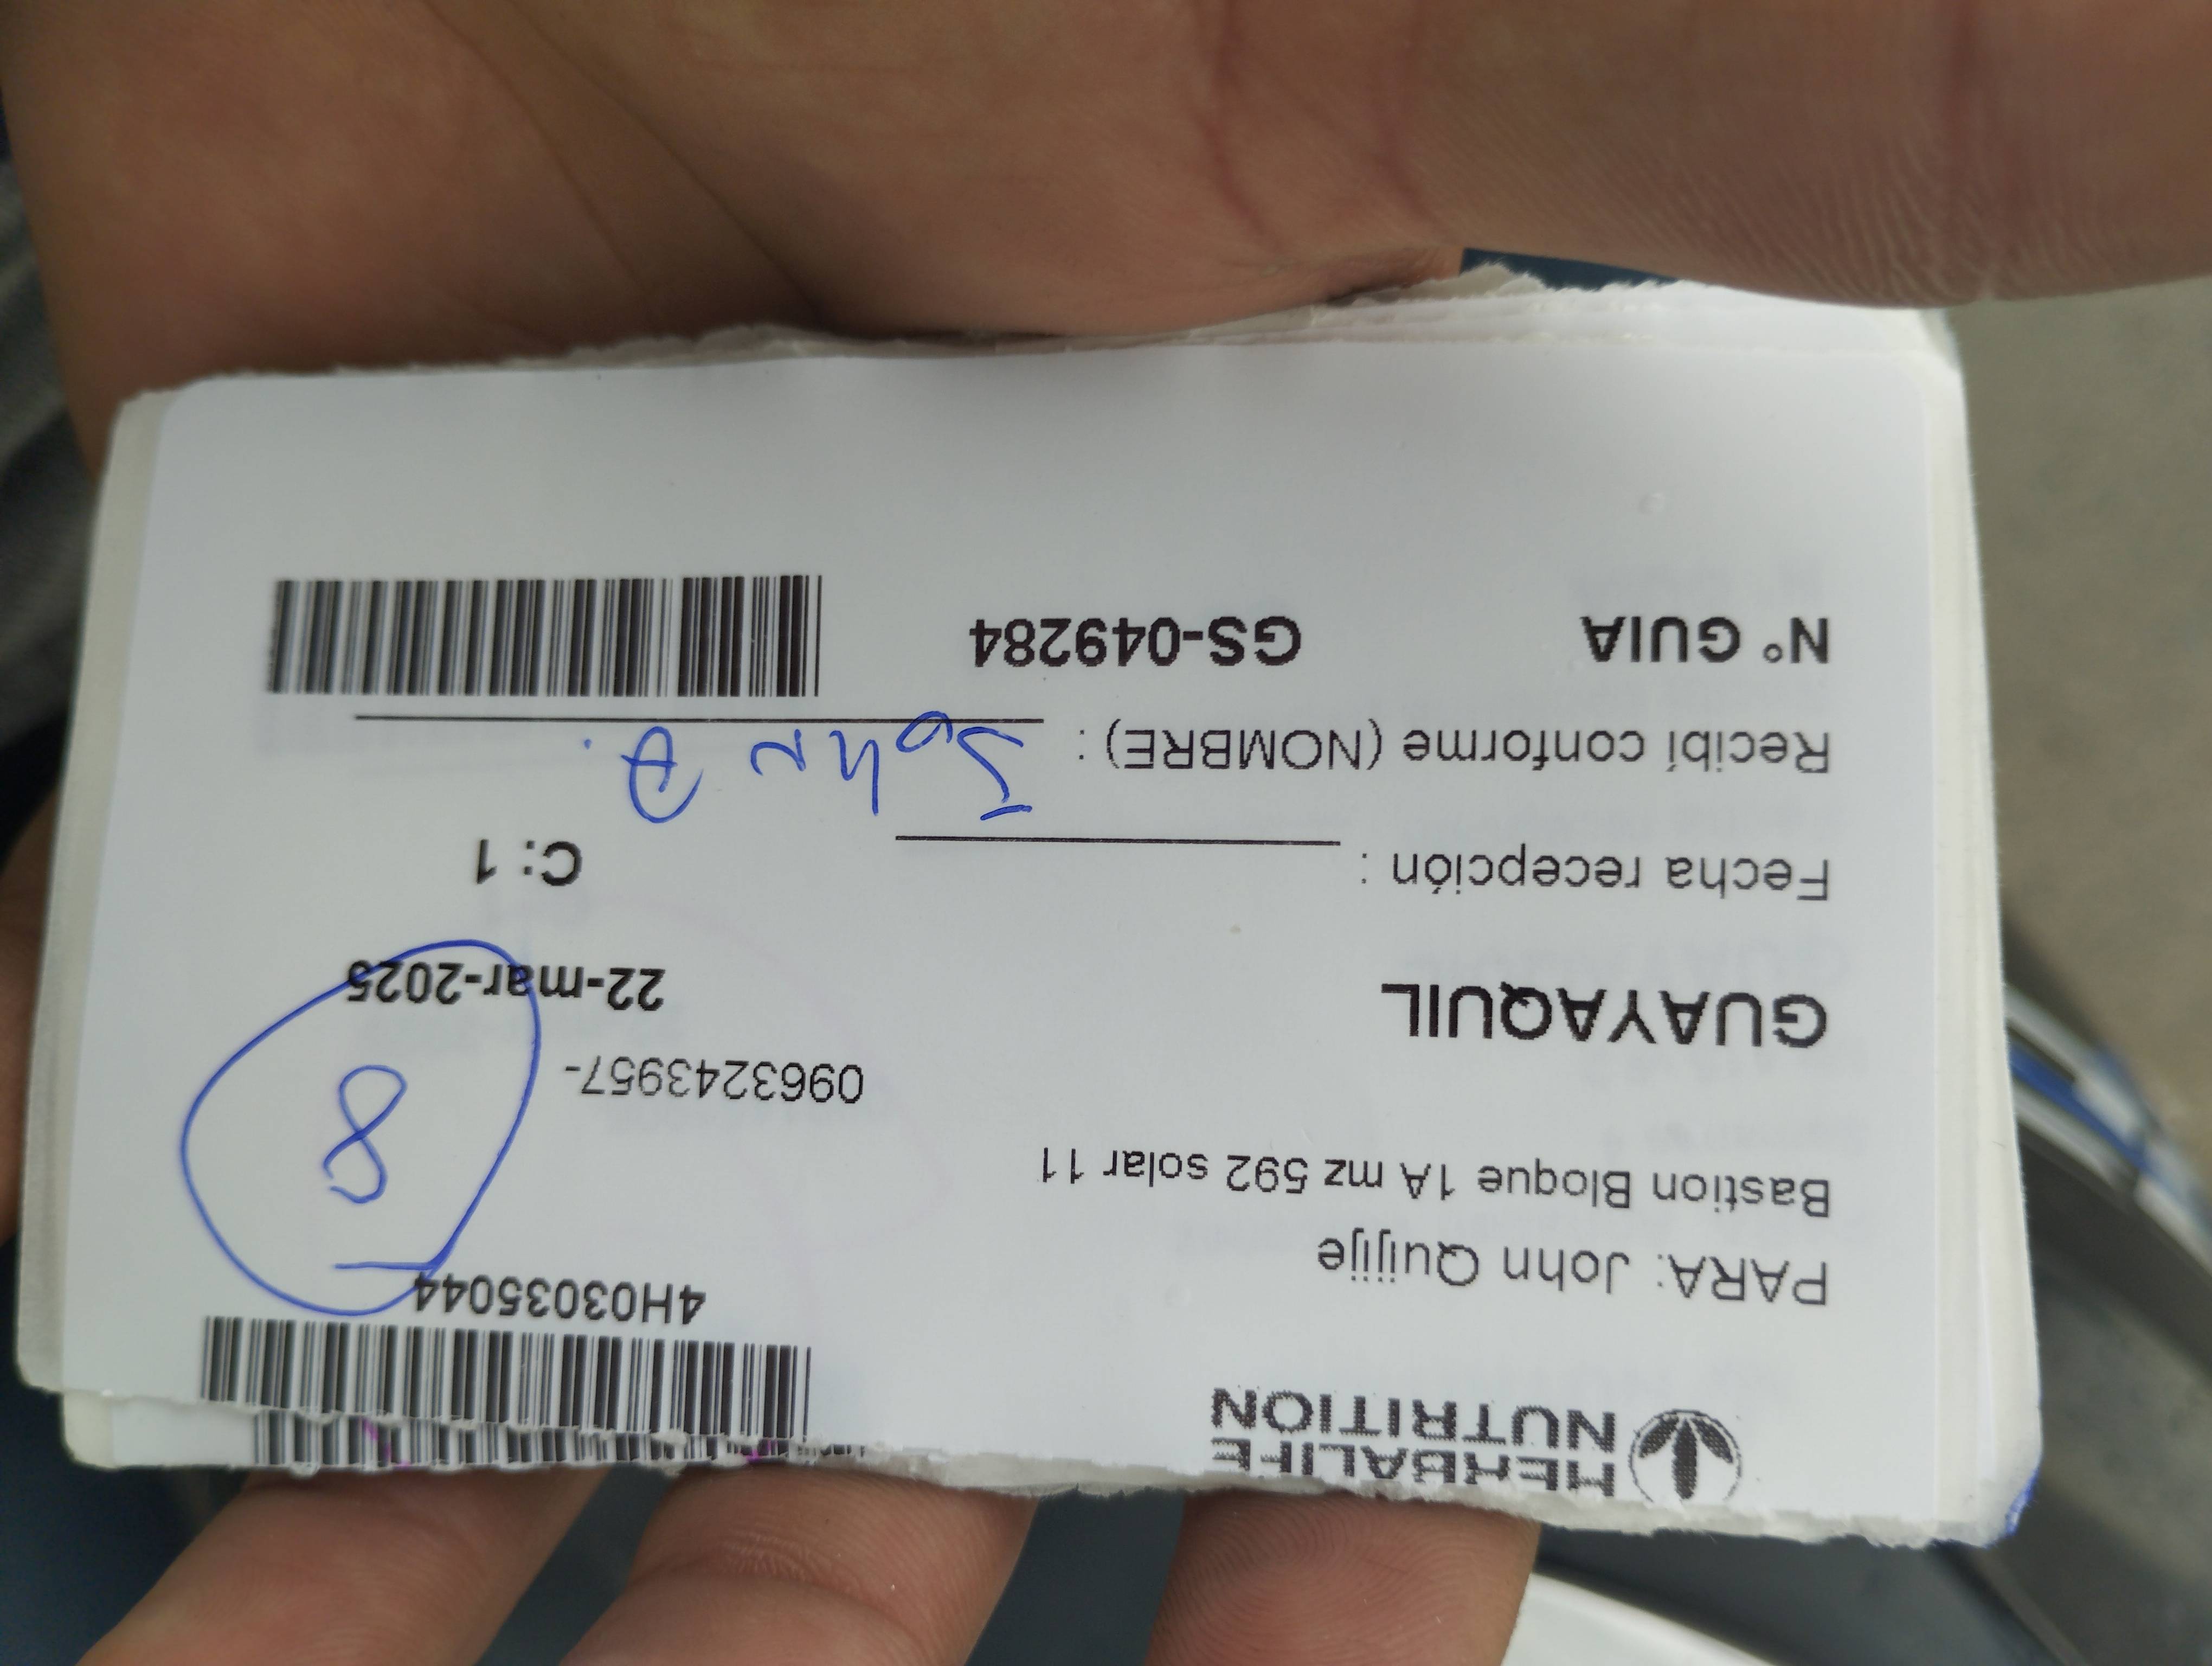 HERBALIFE
NUTRITION
4H03035044
PARA: John Quijije
Bastion Bloque 1A mz 592 solar 11
8
0963243957-
GUAYAQUIL
22-mar-2025
Fecha recepción :
C: 1
Recibí conforme (NOMBRE) : John
N° GUIA GS-049284